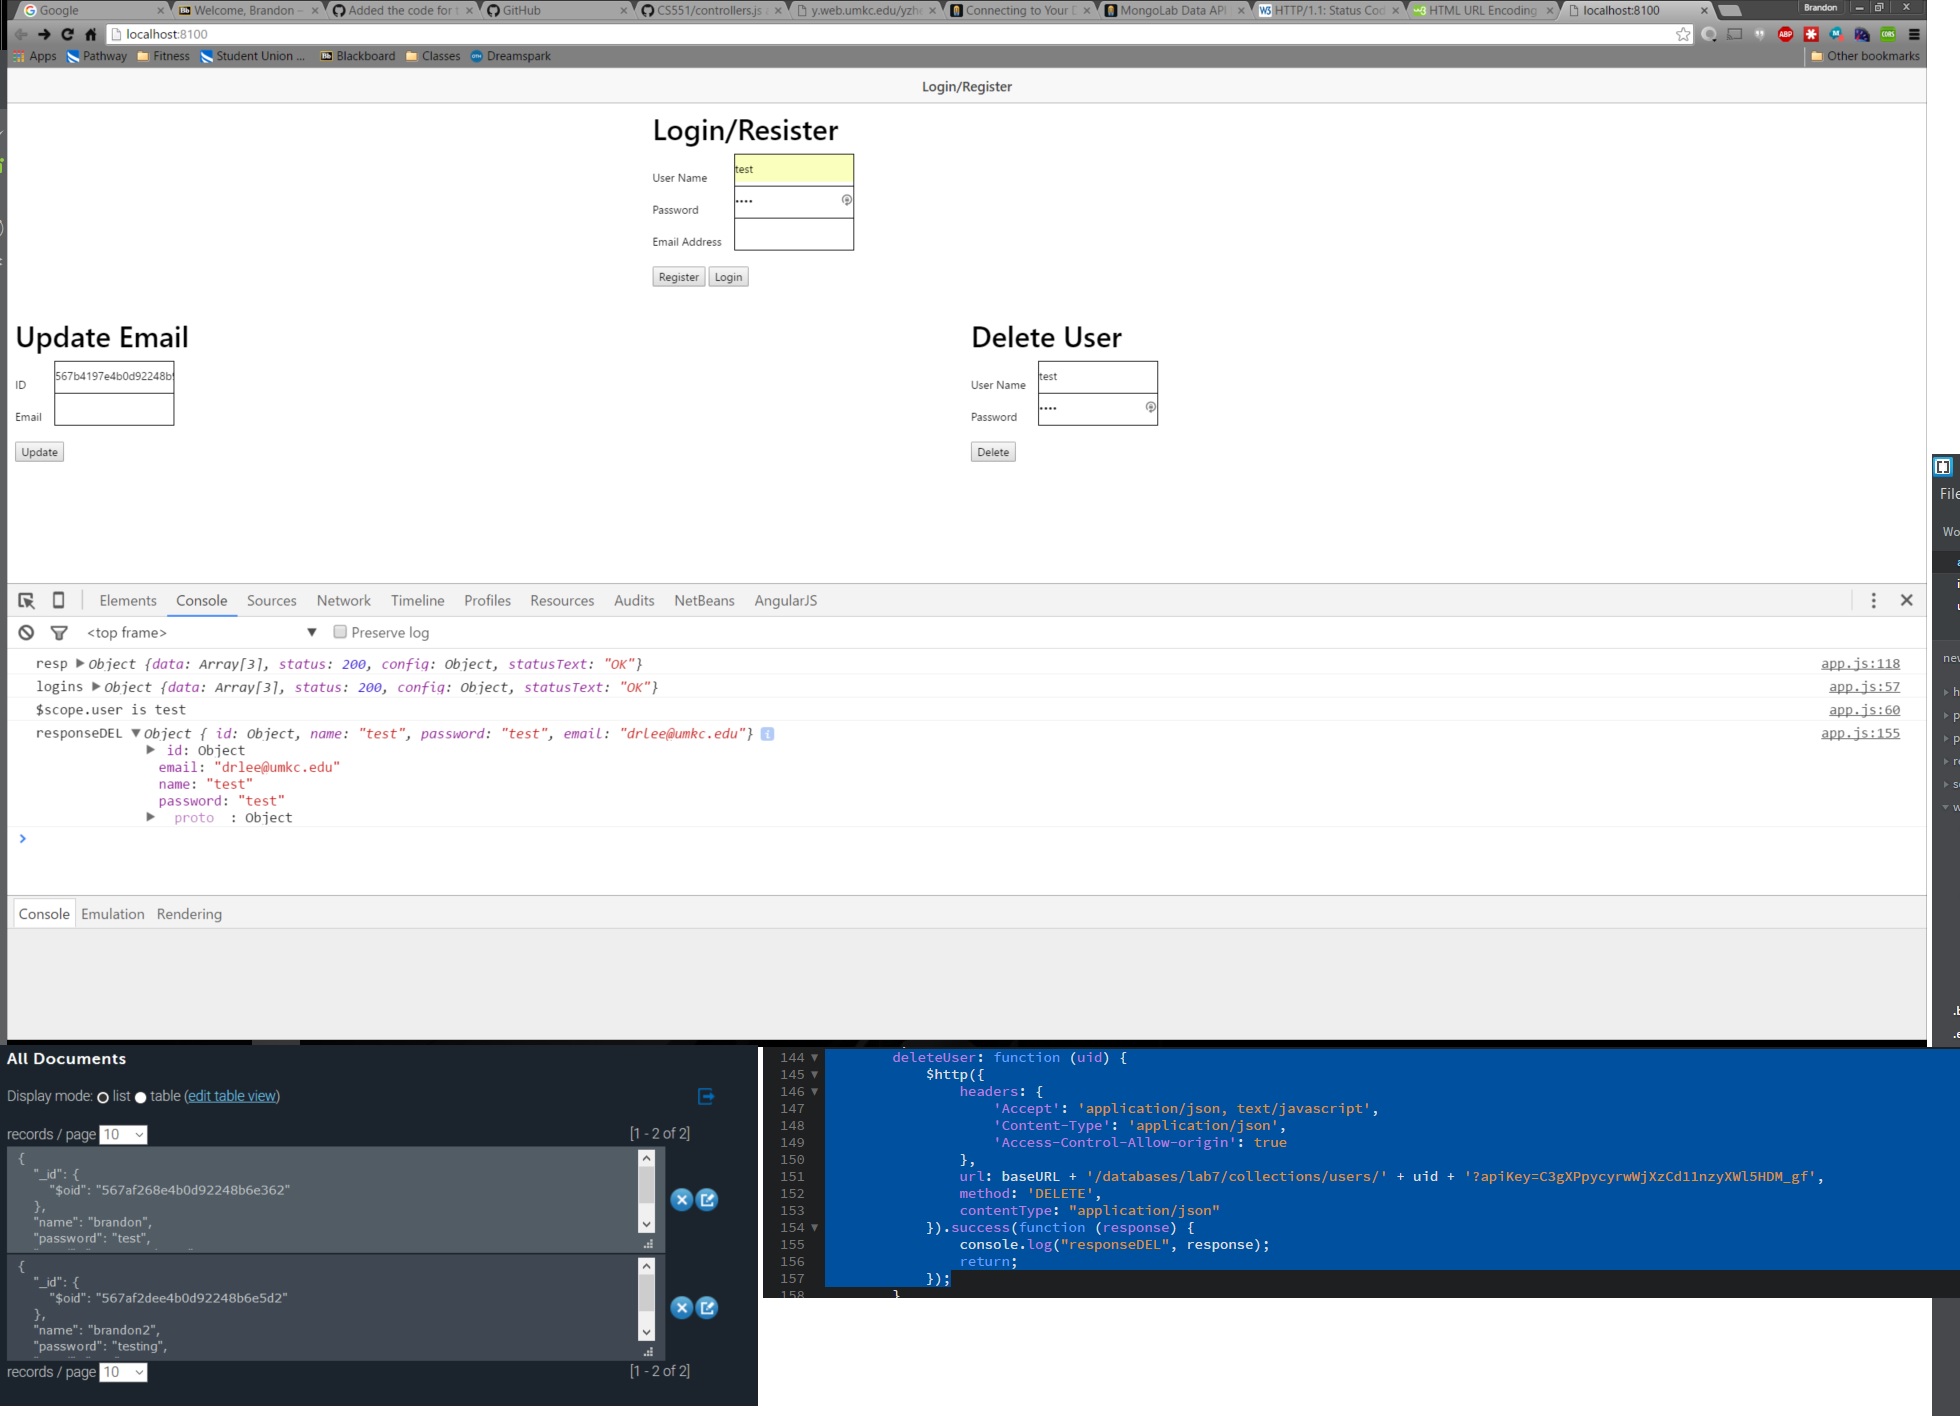 Google
Welcome, Brandon –
Added the code for
GitHub
CS551/controllers.js
y.web.umkc.edu/yzh
Connecting to Your D
MongoLab Data API
HTTP/1.1: Status Co
HTML URL Encoding
localhost:8100
Brandon
localhost:8100
Apps
Pathway
Fitness
Student Union ...
Blackboard
Classes
Dreamspark
Other bookmarks
Login/Register
Login/Resister
User Name test
Password ••••
Email Address
Register Login
Update Email
ID 567b4197e4b0d92248b
Email
Update
Delete User
User Name test
Password ••••
Delete
File
Wo
Elements Console Sources Network Timeline Profiles Resources Audits NetBeans AngularJS
<top frame> Preserve log
resp Object {data: Array[3], status: 200, config: Object, statusText: "OK"} app.js:118
logins Object {data: Array[3], status: 200, config: Object, statusText: "OK"} app.js:57
$scope.user is test app.js:60
responseDEL Object { id: Object, name: "test", password: "test", email: "drlee@umkc.edu"} app.js:155
id: Object
email: "drlee@umkc.edu"
name: "test"
password: "test"
proto : Object
Console Emulation Rendering
All Documents
Display mode: list table (edit table view)
records / page 10 [1 - 2 of 2]
{
"_id": {
"$oid": "567af268e4b0d92248b6e362"
},
"name": "brandon",
"password": "test",
{
"_id": {
"$oid": "567af2dee4b0d92248b6e5d2"
},
"name": "brandon2",
"password": "testing",
records / page 10 [1 - 2 of 2]
144 deleteUser: function (uid) {
145 $http({
146 headers: {
147 'Accept': 'application/json, text/javascript',
148 'Content-Type': 'application/json',
149 'Access-Control-Allow-origin': true
150 },
151 url: baseURL + '/databases/lab7/collections/users/' + uid + '?apiKey=C3gXPpycyrwWjXzCd11nzyXWl5HDM_gf',
152 method: 'DELETE',
153 contentType: "application/json"
154 }).success(function (response) {
155 console.log("responseDEL", response);
156 return;
157 });
158 }